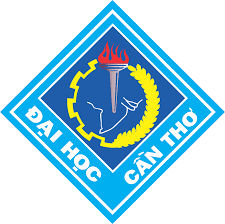 ĐẠI HỌC
CẦN THƠ